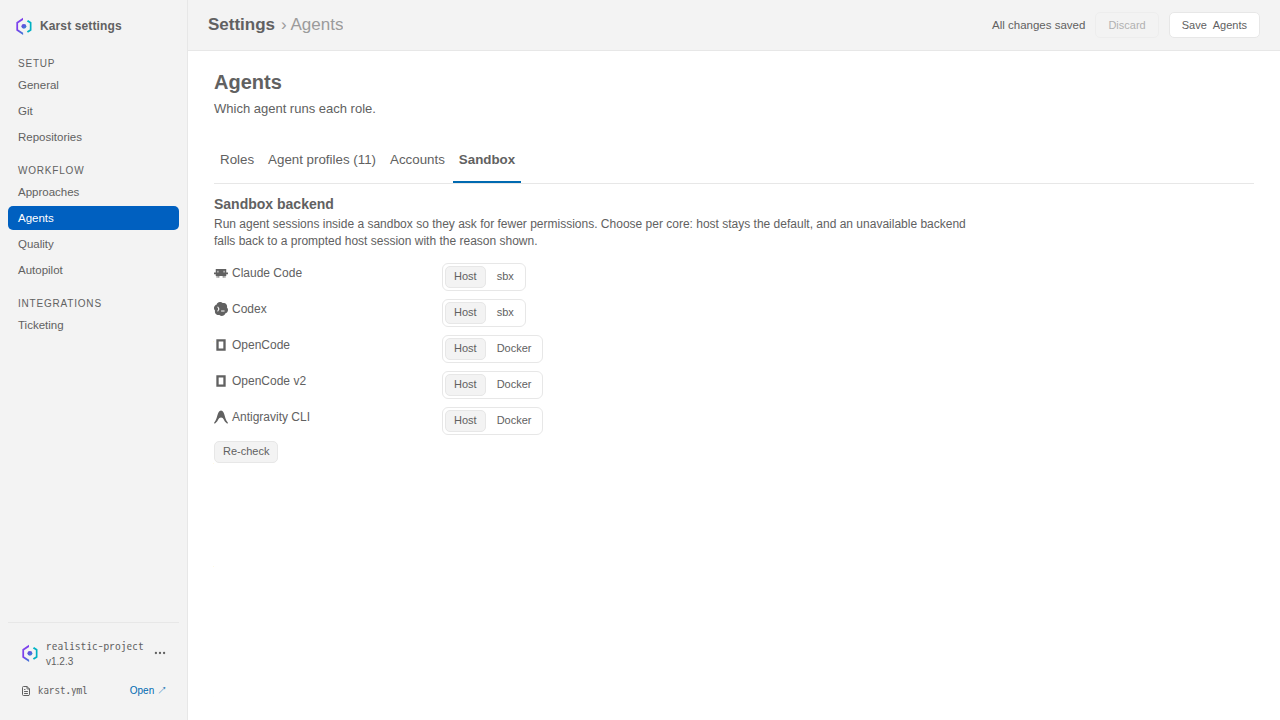 Karst settings
SETUP
General
Git
Repositories
WORKFLOW
Approaches
Agents
Quality
Autopilot
INTEGRATIONS
Ticketing
realistic-project
v1.2.3
karst.yml
Open ↗
Settings › Agents
All changes saved
Discard
Save Agents
Agents
Which agent runs each role.
Roles
Agent profiles (11)
Accounts
Sandbox
Sandbox backend
Run agent sessions inside a sandbox so they ask for fewer permissions. Choose per core: host stays the default, and an unavailable backend
falls back to a prompted host session with the reason shown.
Claude Code Host sbx
Codex Host sbx
OpenCode Host Docker
OpenCode v2 Host Docker
Antigravity CLI Host Docker
Re-check